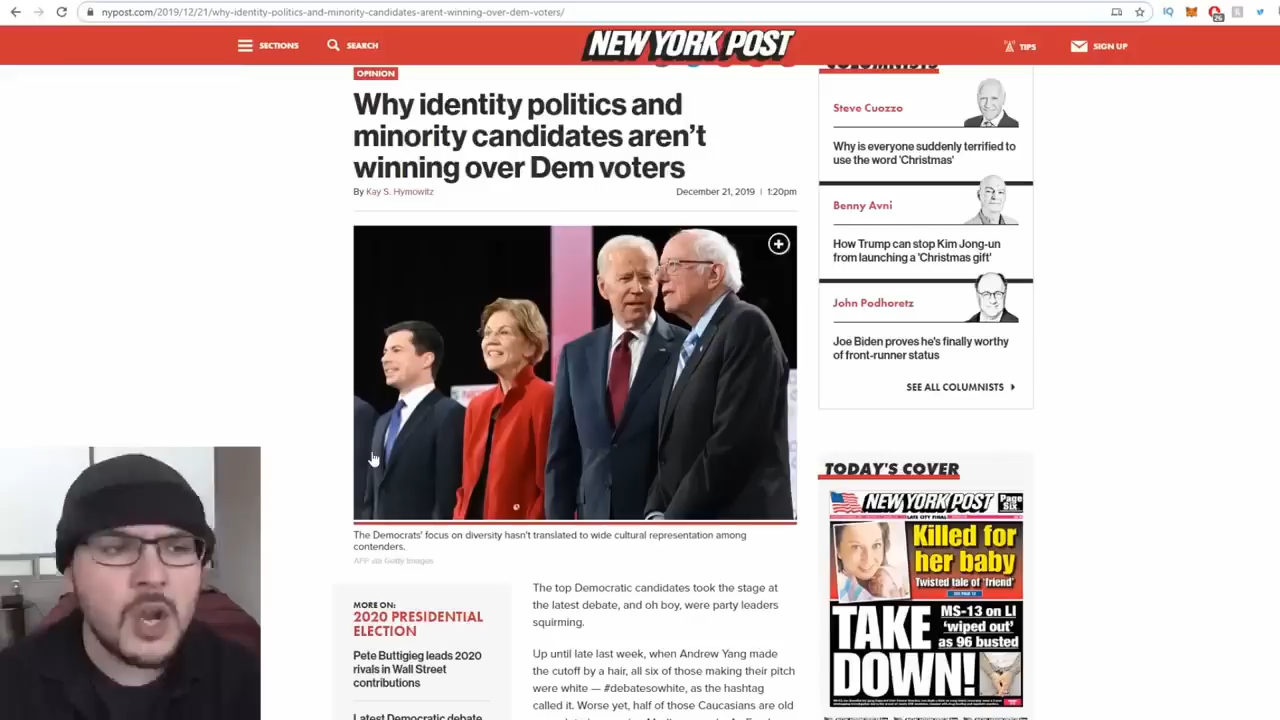 nypost.com/2019/12/21/why-identity-politics-and-minority-candidates-arent-winning-over-dem-voters/
SECTIONS
SEARCH
NEW YORK POST
TIPS
SIGN UP
OPINION
Why identity politics and
minority candidates aren't
winning over Dem voters
By Kay S. Hymowitz
December 21, 2019 | 1:20pm
The Democrats' focus on diversity hasn't translated to wide cultural representation among
contenders.
AFP via Getty Images
MORE ON:
2020 PRESIDENTIAL
ELECTION
Pete Buttigieg leads 2020
rivals in Wall Street
contributions
Latest Democratic debate
The top Democratic candidates took the stage at
the latest debate, and oh boy, were party leaders
squirming.
Up until late last week, when Andrew Yang made
the cutoff by a hair, all six of those making their pitch
were white — #debatesowhite, as the hashtag
called it. Worse yet, half of those Caucasians are old
COLUMNISTS
Steve Cuozzo
Why is everyone suddenly terrified to
use the word 'Christmas'
Benny Avni
How Trump can stop Kim Jong-un
from launching a 'Christmas gift'
John Podhoretz
Joe Biden proves he's finally worthy
of front-runner status
SEE ALL COLUMNISTS
TODAY'S COVER
NEW YORK POST
Page
Six
LATE CITY FINAL
Killed for
her baby
Twisted tale of 'friend'
TAKE
DOWN!
MS-13 on LI
'wiped out'
as 96 busted